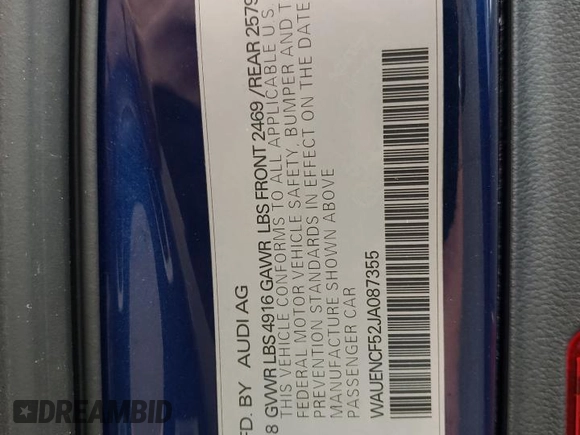 FD. BY AUDI AG
8 GVWR LBS 4916 GAWR LBS FRONT 2469 /REAR 2579
THIS VEHICLE CONFORMS TO ALL APPLICABLE U S
FEDERAL MOTOR VEHICLE SAFETY, BUMPER AND T
PREVENTION STANDARDS IN EFFECT ON THE DATE
MANUFACTURE SHOWN ABOVE
PASSENGER CAR
WAUENCF52JA087355
DREAMBID